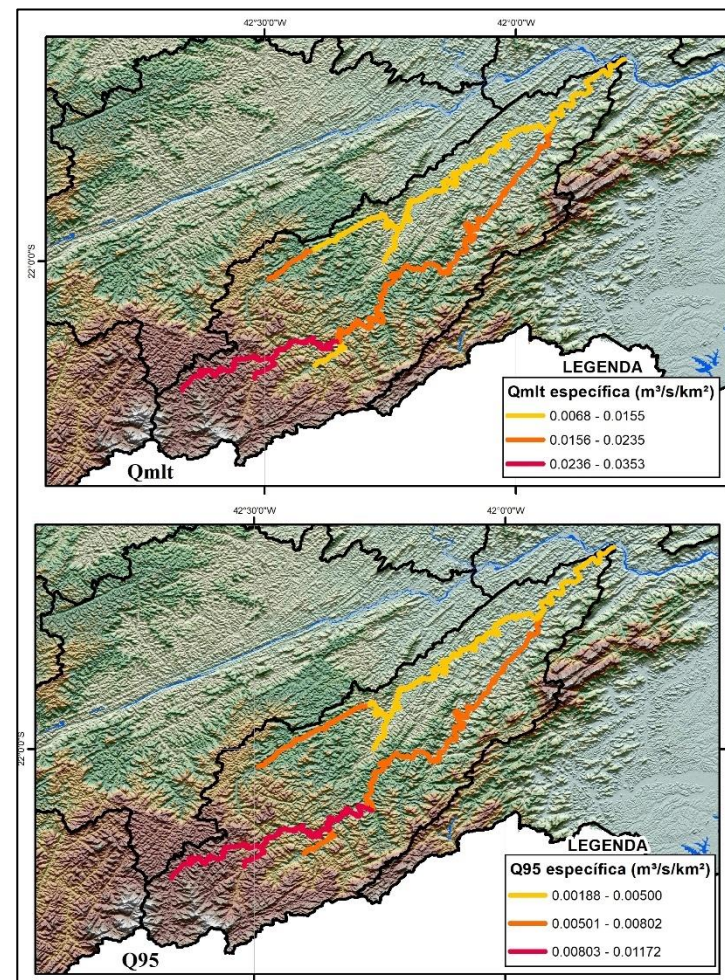 42°30'0"W
42°0'0"W
22°0'0"S
LEGENDA
Qmlt específica (m³/s/km²)
0.0068 - 0.0155
0.0156 - 0.0235
0.0236 - 0.0353
Qmlt
42°30'0"W
42°0'0"W
22°0'0"S
LEGENDA
Q95 específica (m³/s/km²)
0.00188 - 0.00500
0.00501 - 0.00802
0.00803 - 0.01172
Q95